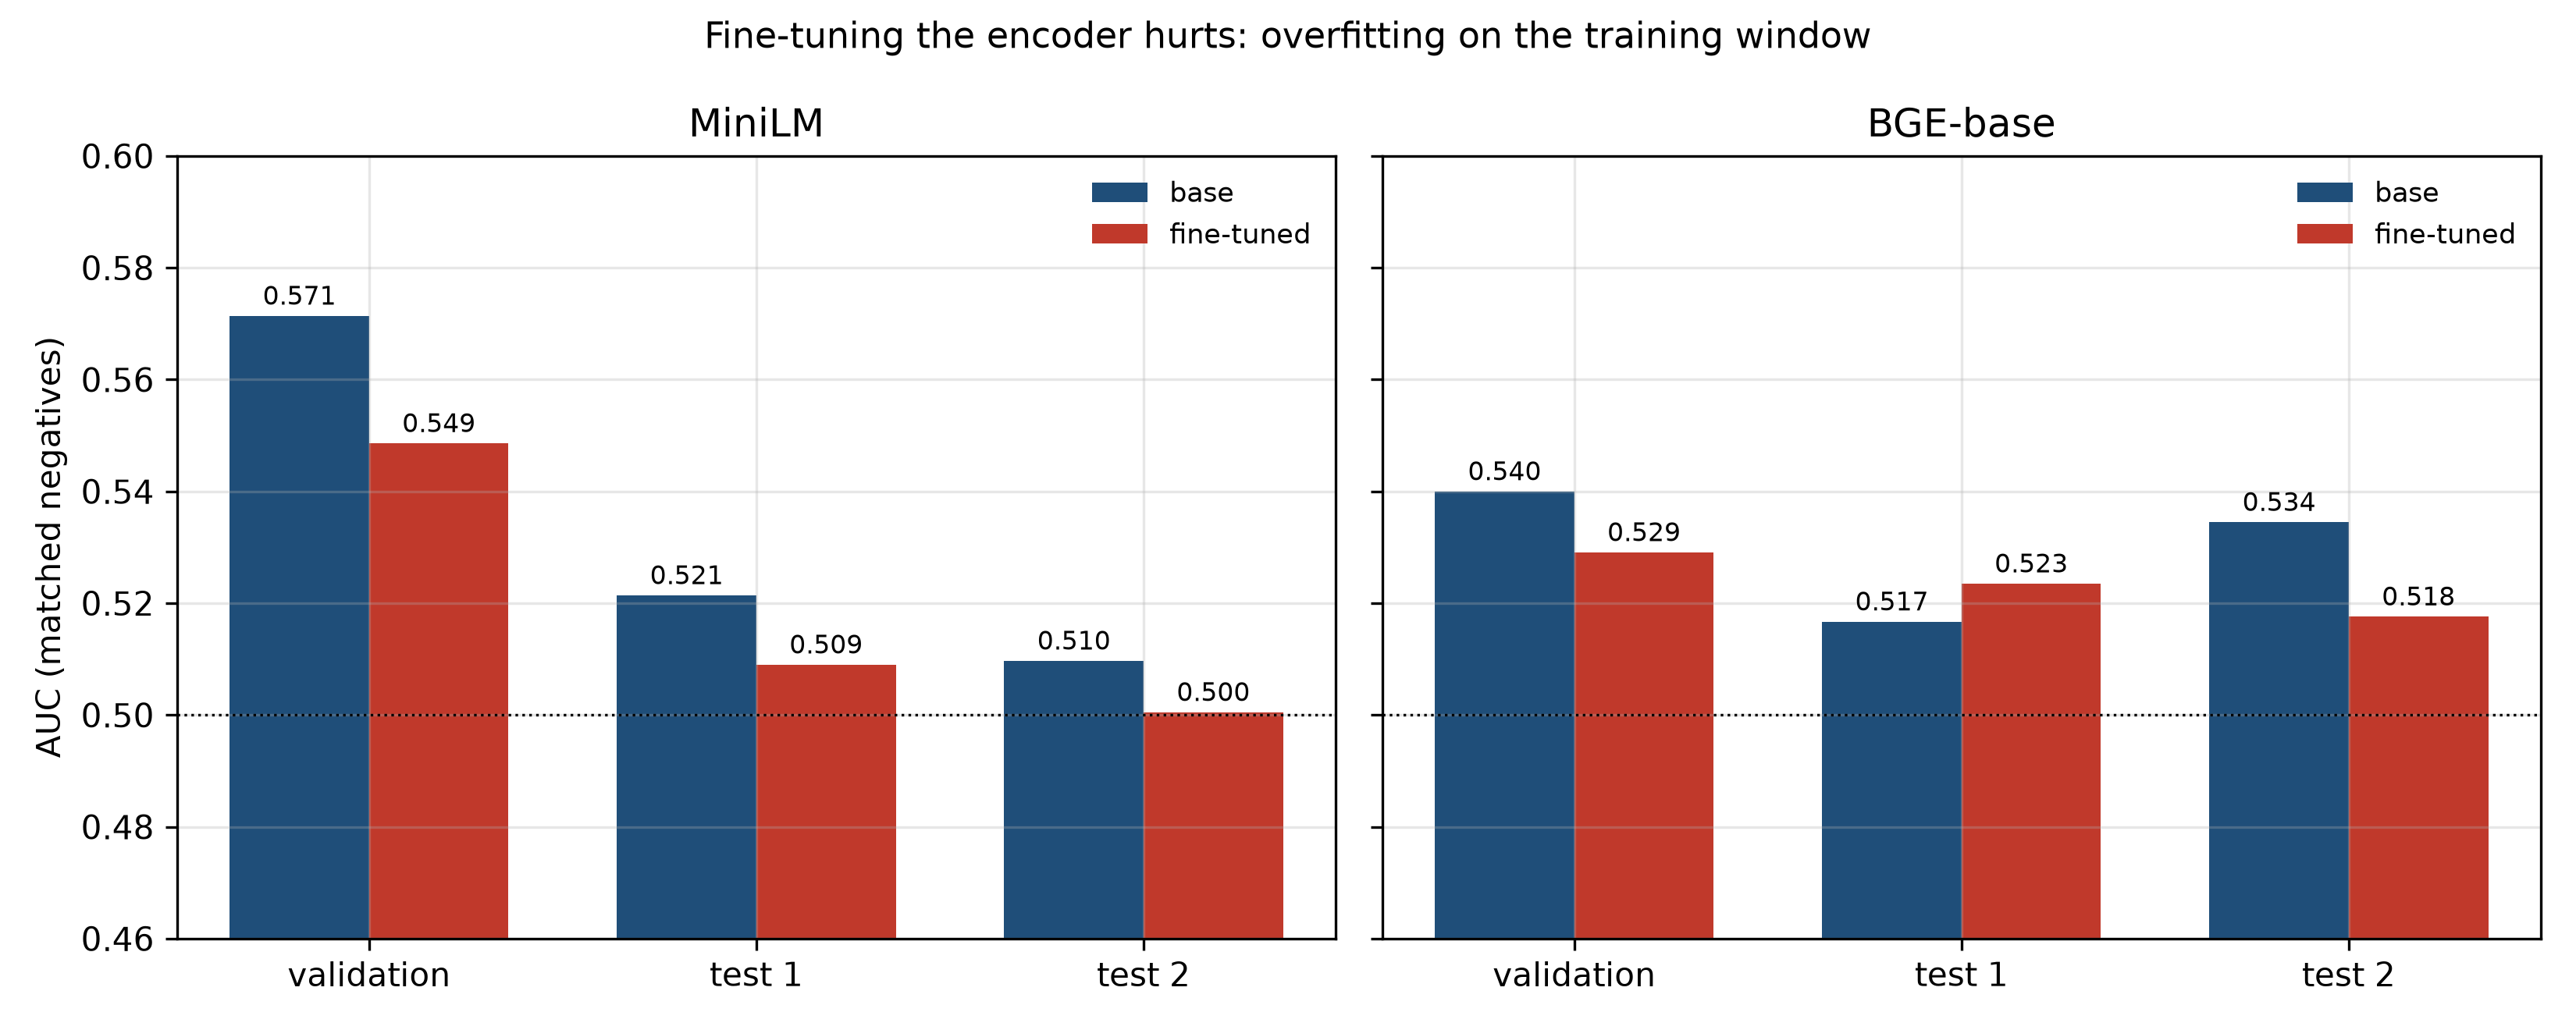 Fine-tuning the encoder hurts: overfitting on the training window
MiniLM
AUC (matched negatives)
0.60
0.58
0.56
0.54
0.52
0.50
0.48
0.46
base
fine-tuned
0.571
0.549
0.521
0.509
0.510
0.500
validation
test 1
test 2
BGE-base
base
fine-tuned
0.540
0.529
0.517
0.523
0.534
0.518
validation
test 1
test 2